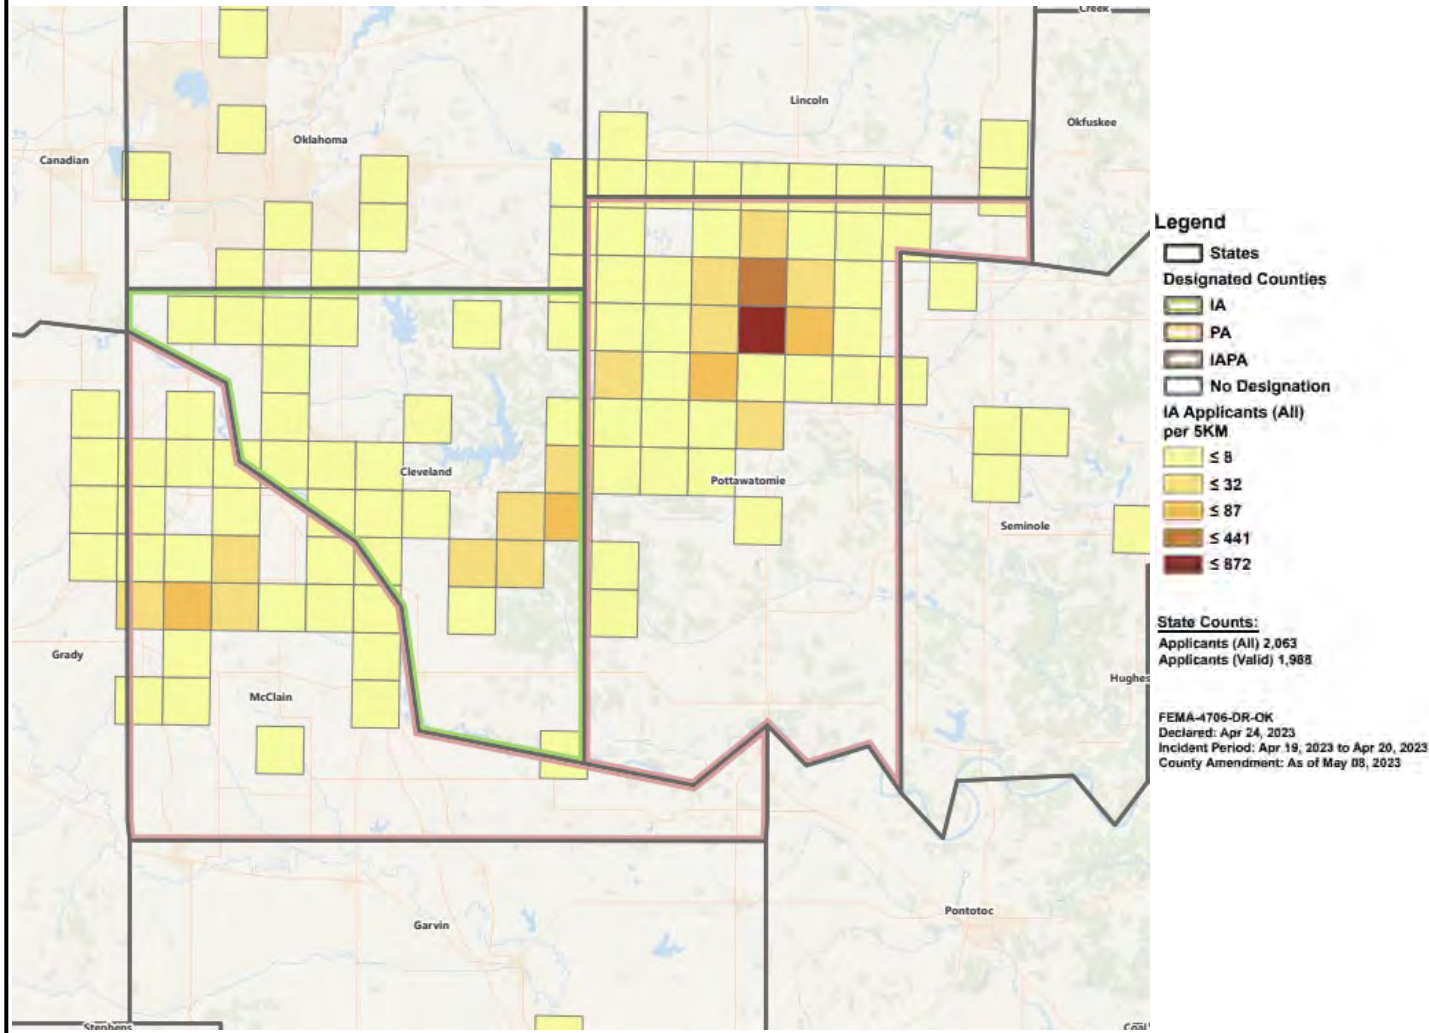 Creek
Lincoln
Okfuskee
Oklahoma
Canadian
Cleveland
Pottawatomie
Seminole
Grady
McClain
Hughes
Garvin
Pontotoc
Stephens
Coal
Legend
States
Designated Counties
IA
PA
IAPA
No Designation
IA Applicants (All)
per 5KM
≤ 8
≤ 32
≤ 87
≤ 441
≤ 872
State Counts:
Applicants (All) 2,063
Applicants (Valid) 1,988
FEMA-4706-DR-OK
Declared: Apr 24, 2023
Incident Period: Apr 19, 2023 to Apr 20, 2023
County Amendment: As of May 08, 2023